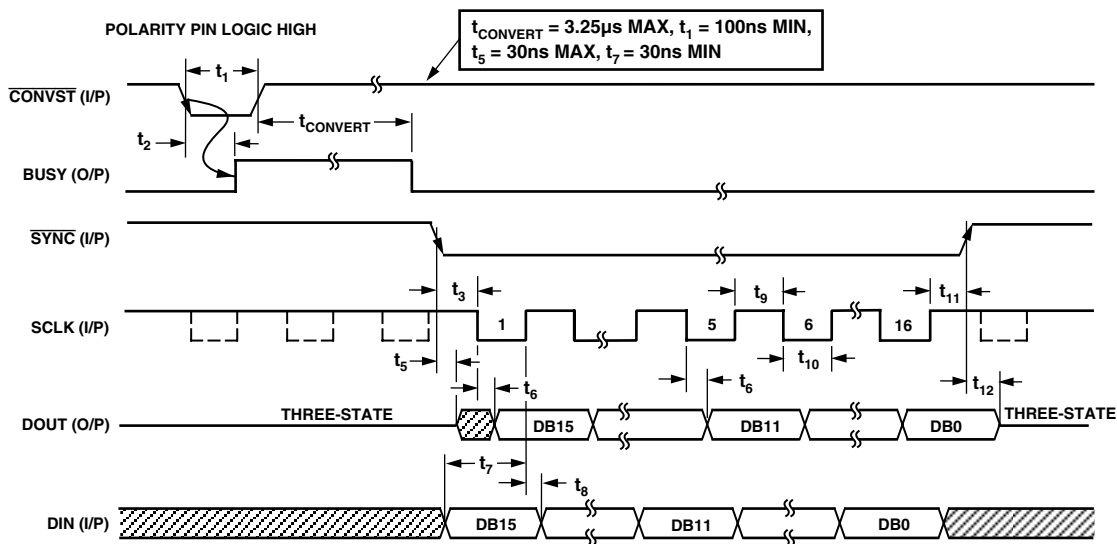 POLARITY PIN LOGIC HIGH
tCONVERT = 3.25µs MAX, t1 = 100ns MIN,
t5 = 30ns MAX, t7 = 30ns MIN
t1
CONVST (I/P)
tCONVERT
t2
BUSY (O/P)
SYNC (I/P)
t3
t9
t11
SCLK (I/P)
1
5
6
16
t5
t10
t6
t6
t12
THREE-STATE
THREE-STATE
DOUT (O/P)
DB15
DB11
DB0
t7
t8
DIN (I/P)
DB15
DB11
DB0